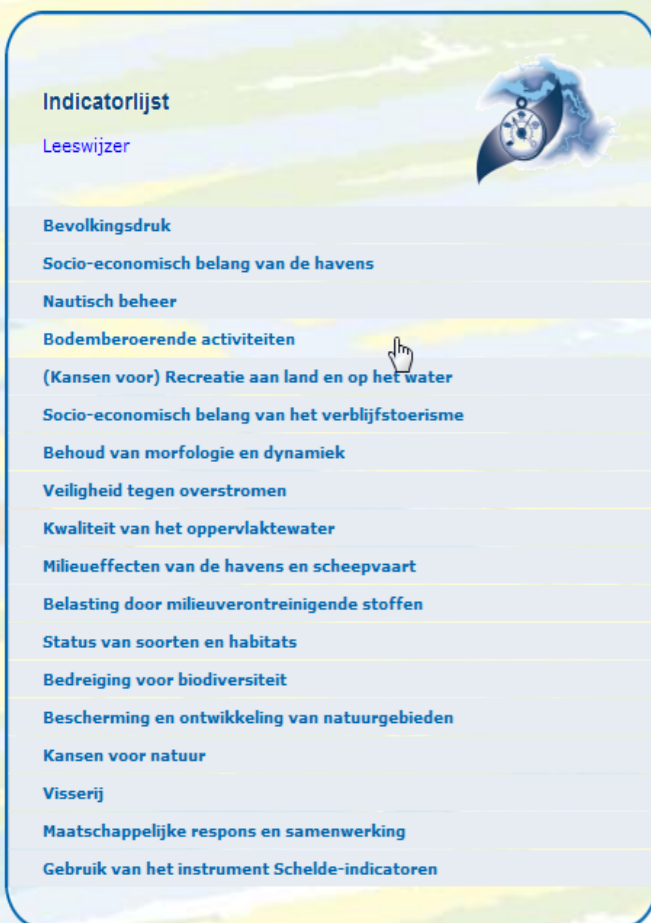 Indicatorlijst
Leeswijzer
Bevolkingsdruk
Socio-economisch belang van de havens
Nautisch beheer
Bodemberoerende activiteiten
(Kansen voor) Recreatie aan land en op het water
Socio-economisch belang van het verblijfstoerisme
Behoud van morfologie en dynamiek
Veiligheid tegen overstromen
Kwaliteit van het oppervlaktewater
Milieueffecten van de havens en scheepvaart
Belasting door milieuverontreinigende stoffen
Status van soorten en habitats
Bedreiging voor biodiversiteit
Bescherming en ontwikkeling van natuurgebieden
Kansen voor natuur
Visserij
Maatschappelijke respons en samenwerking
Gebruik van het instrument Schelde-indicatoren